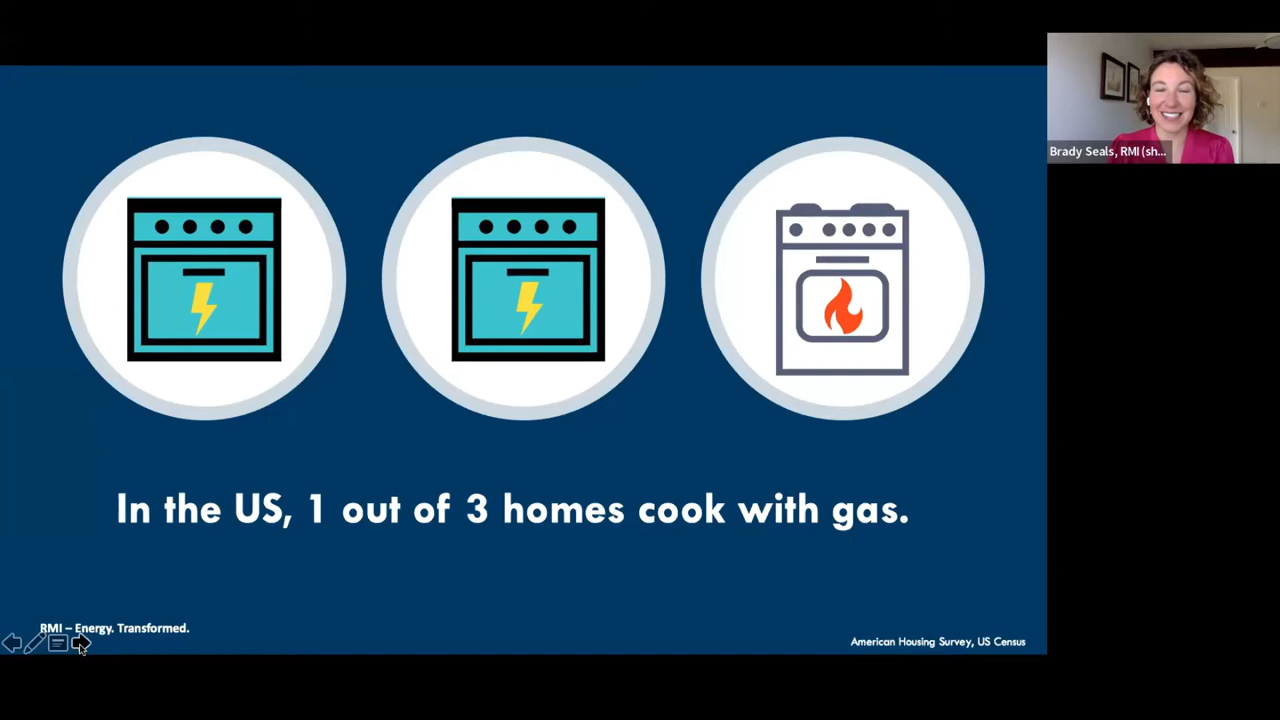 Brady Seals, RMI (sh...
In the US, 1 out of 3 homes cook with gas.
RMI – Energy. Transformed.
American Housing Survey, US Census